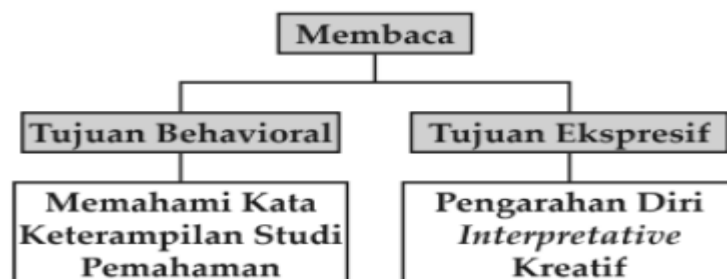 Membaca
Tujuan Behavioral
Memahami Kata
Keterampilan Studi
Pemahaman
Tujuan Ekspresif
Pengarahan Diri
Interpretative
Kreatif